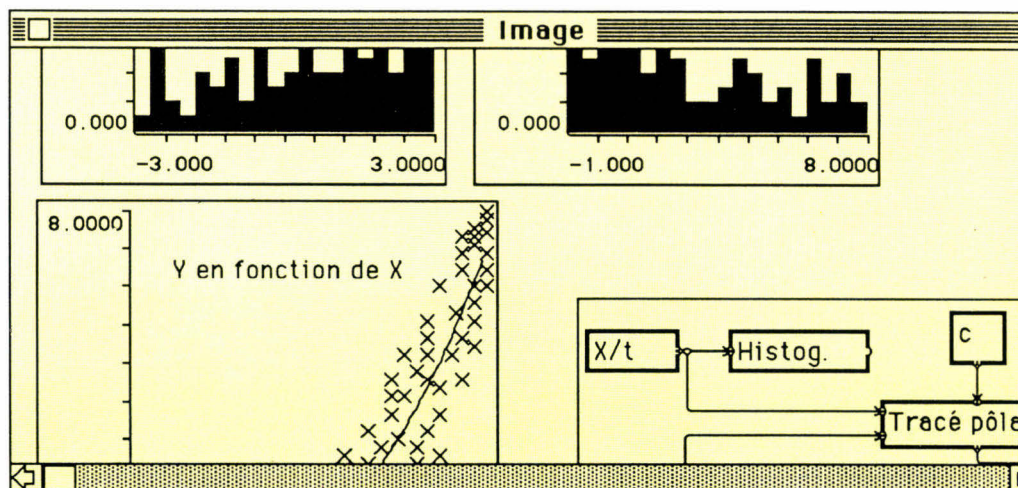 Image
0.000
-3.000 3.0000
0.000
-1.000 8.0000
8.0000
Y en fonction de X
X/t
Histog.
c
Tracé pôla